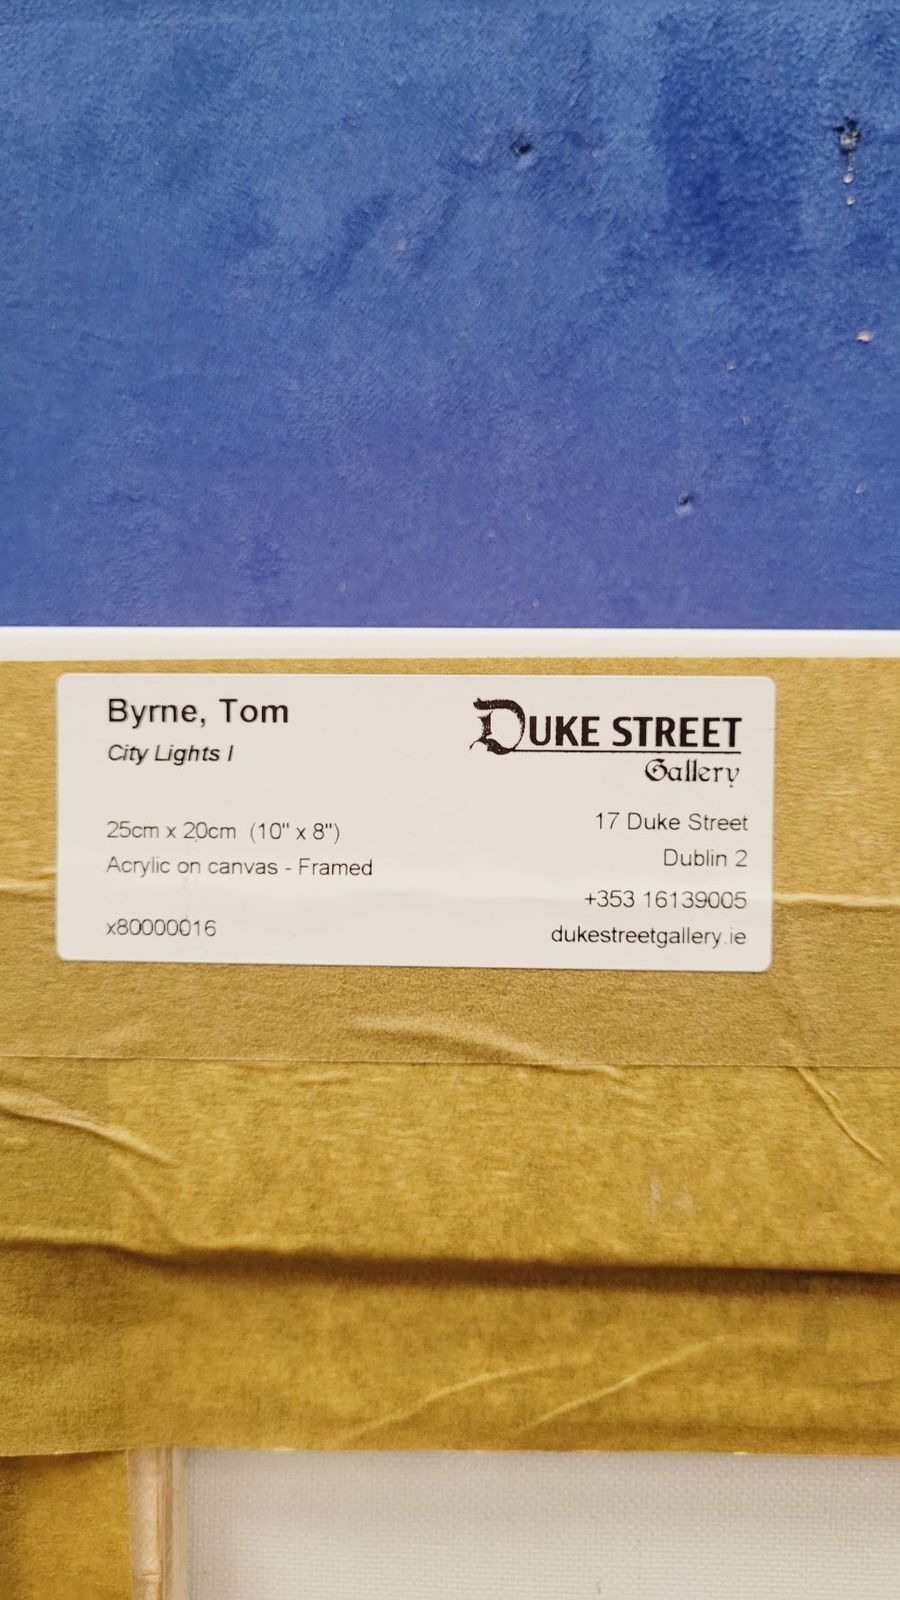 Byrne, Tom
City Lights I
25cm x 20cm (10" x 8")
Acrylic on canvas - Framed
x80000016
DUKE STREET
Gallery
17 Duke Street
Dublin 2
+353 16139005
dukestreetgallery.ie